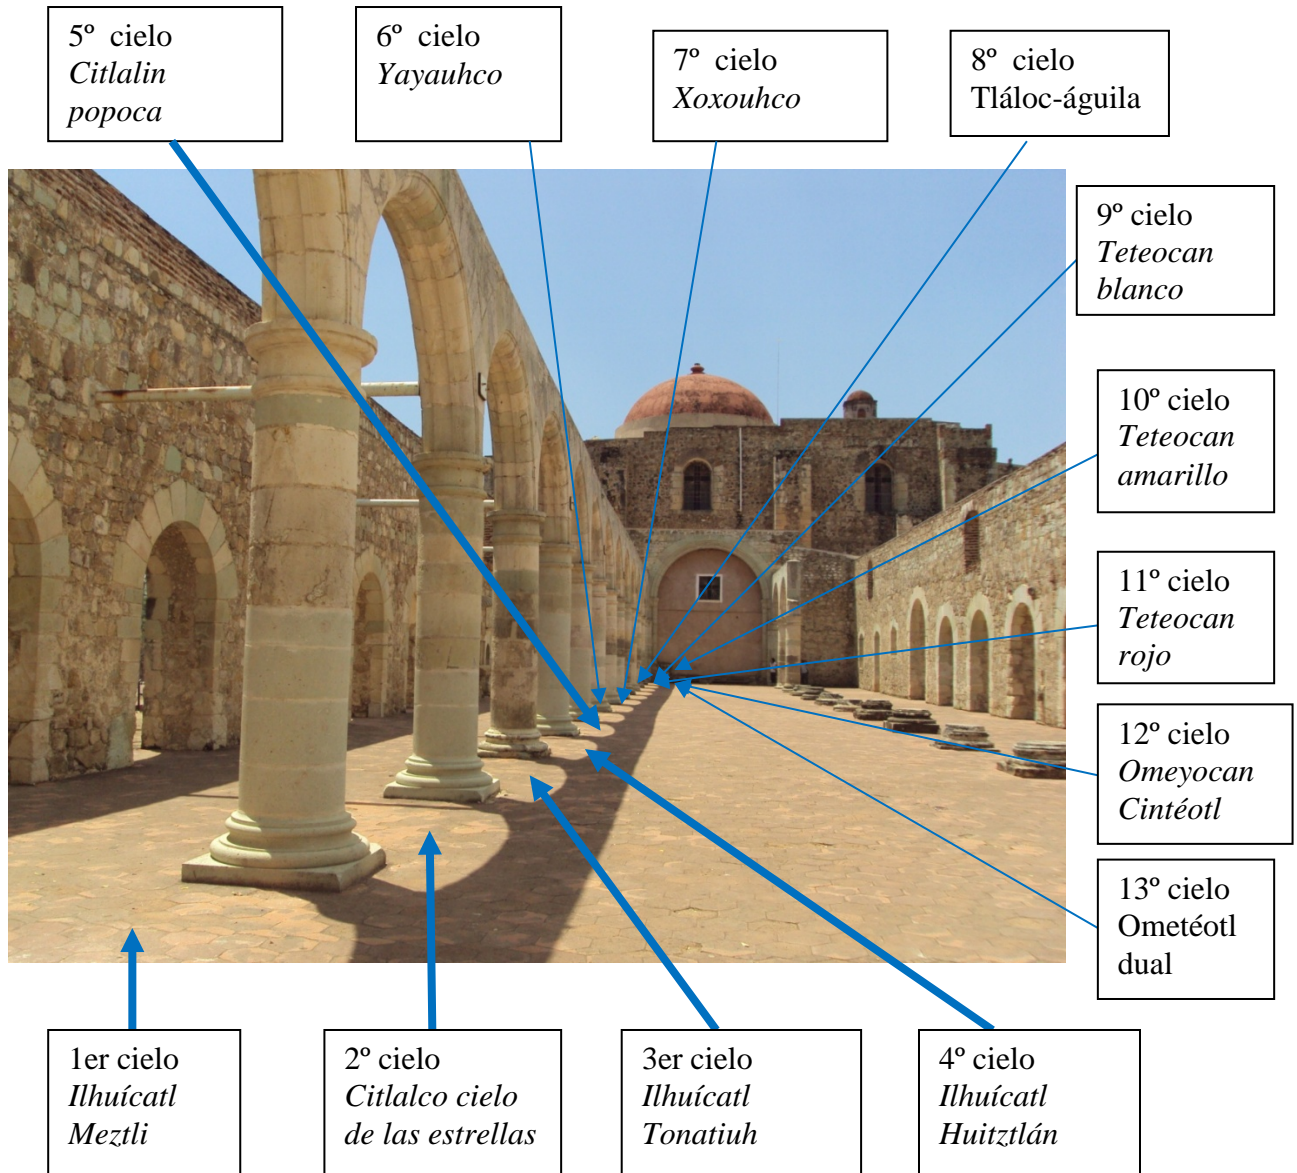 5º cielo
Citlalin
popoca
6º cielo
Yayauhco
7º cielo
Xoxouhco
8º cielo
Tláloc-águila
9º cielo
Teteocan
blanco
10º cielo
Teteocan
amarillo
11º cielo
Teteocan
rojo
12º cielo
Omeyocan
Cintéotl
13º cielo
Ometéotl
dual
1er cielo
Ilhuícatl
Meztli
2º cielo
Citlalco cielo
de las estrellas
3er cielo
Ilhuícatl
Tonatiuh
4º cielo
Ilhuícatl
Huitztlán